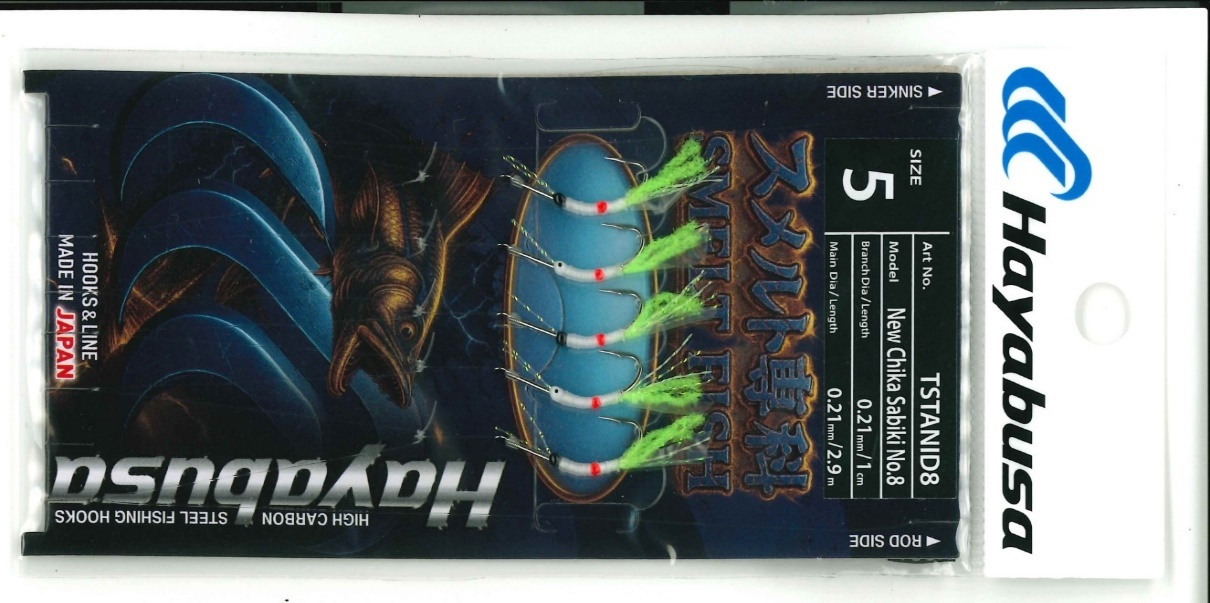 Hayabusa
◀ SINKER SIDE
SIZE
5
Art No. TSTANID8
Model New Chika Sabiki No.8
Branch Dia / Length 0.21mm/1cm
Main Dia / Length 0.21mm/2.9m
◀ ROD SIDE
スメルト専科
SMELT FISH
Hayabusa
HIGH CARBON STEEL FISHING HOOKS
HOOKS & LINE
MADE IN JAPAN